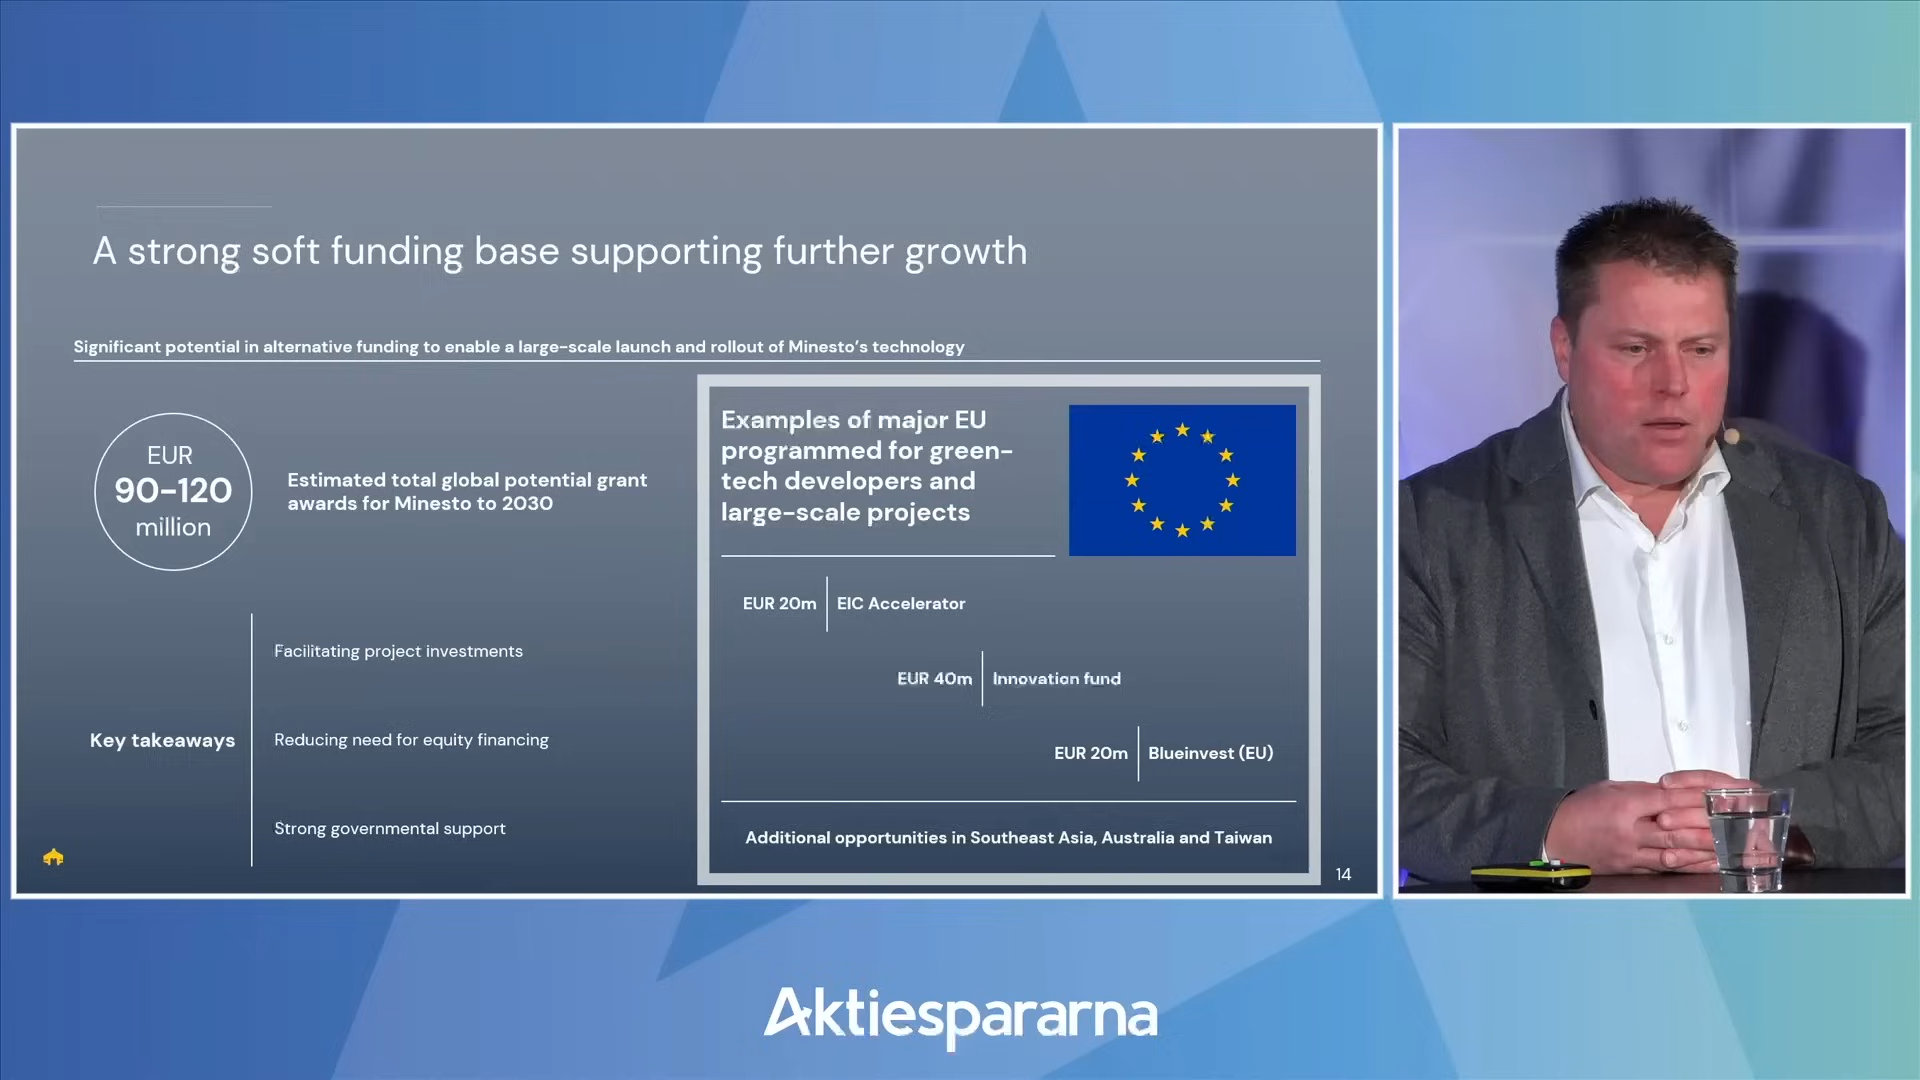 A strong soft funding base supporting further growth
Significant potential in alternative funding to enable a large-scale launch and rollout of Minesto's technology
EUR
90-120
million
Estimated total global potential grant
awards for Minesto to 2030
Key takeaways
Facilitating project investments
Reducing need for equity financing
Strong governmental support
Examples of major EU
programmed for green-
tech developers and
large-scale projects
EUR 20m
EIC Accelerator
EUR 40m
Innovation fund
EUR 20m
Blueinvest (EU)
Additional opportunities in Southeast Asia, Australia and Taiwan
14
Aktiespararna